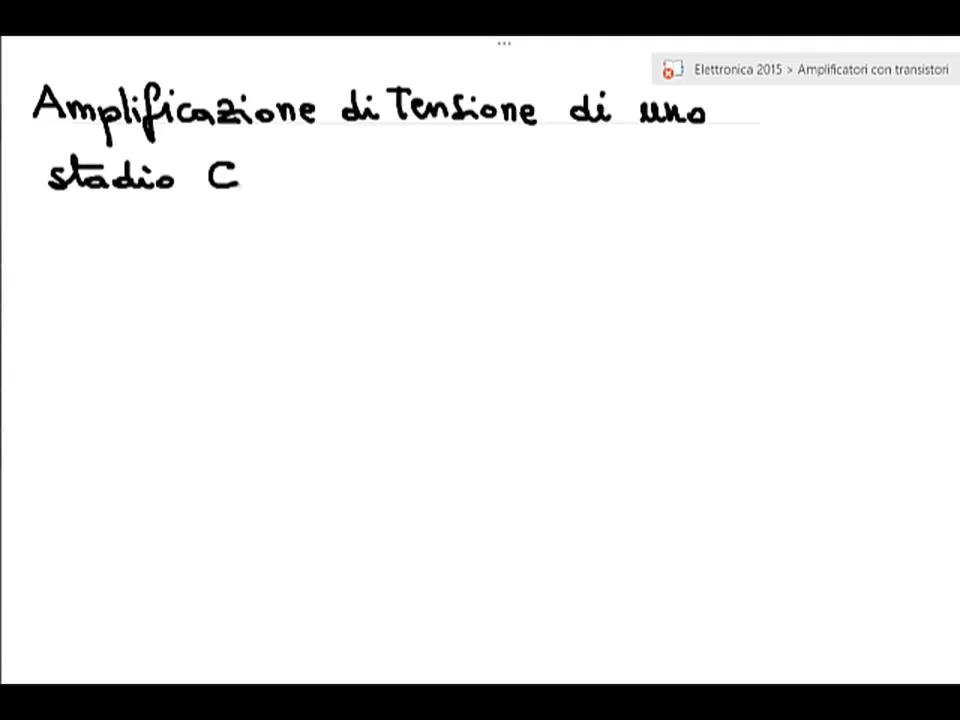 Elettronica 2015 > Amplificatori con transistori
Amplificazione di Tensione di uno
stadio C